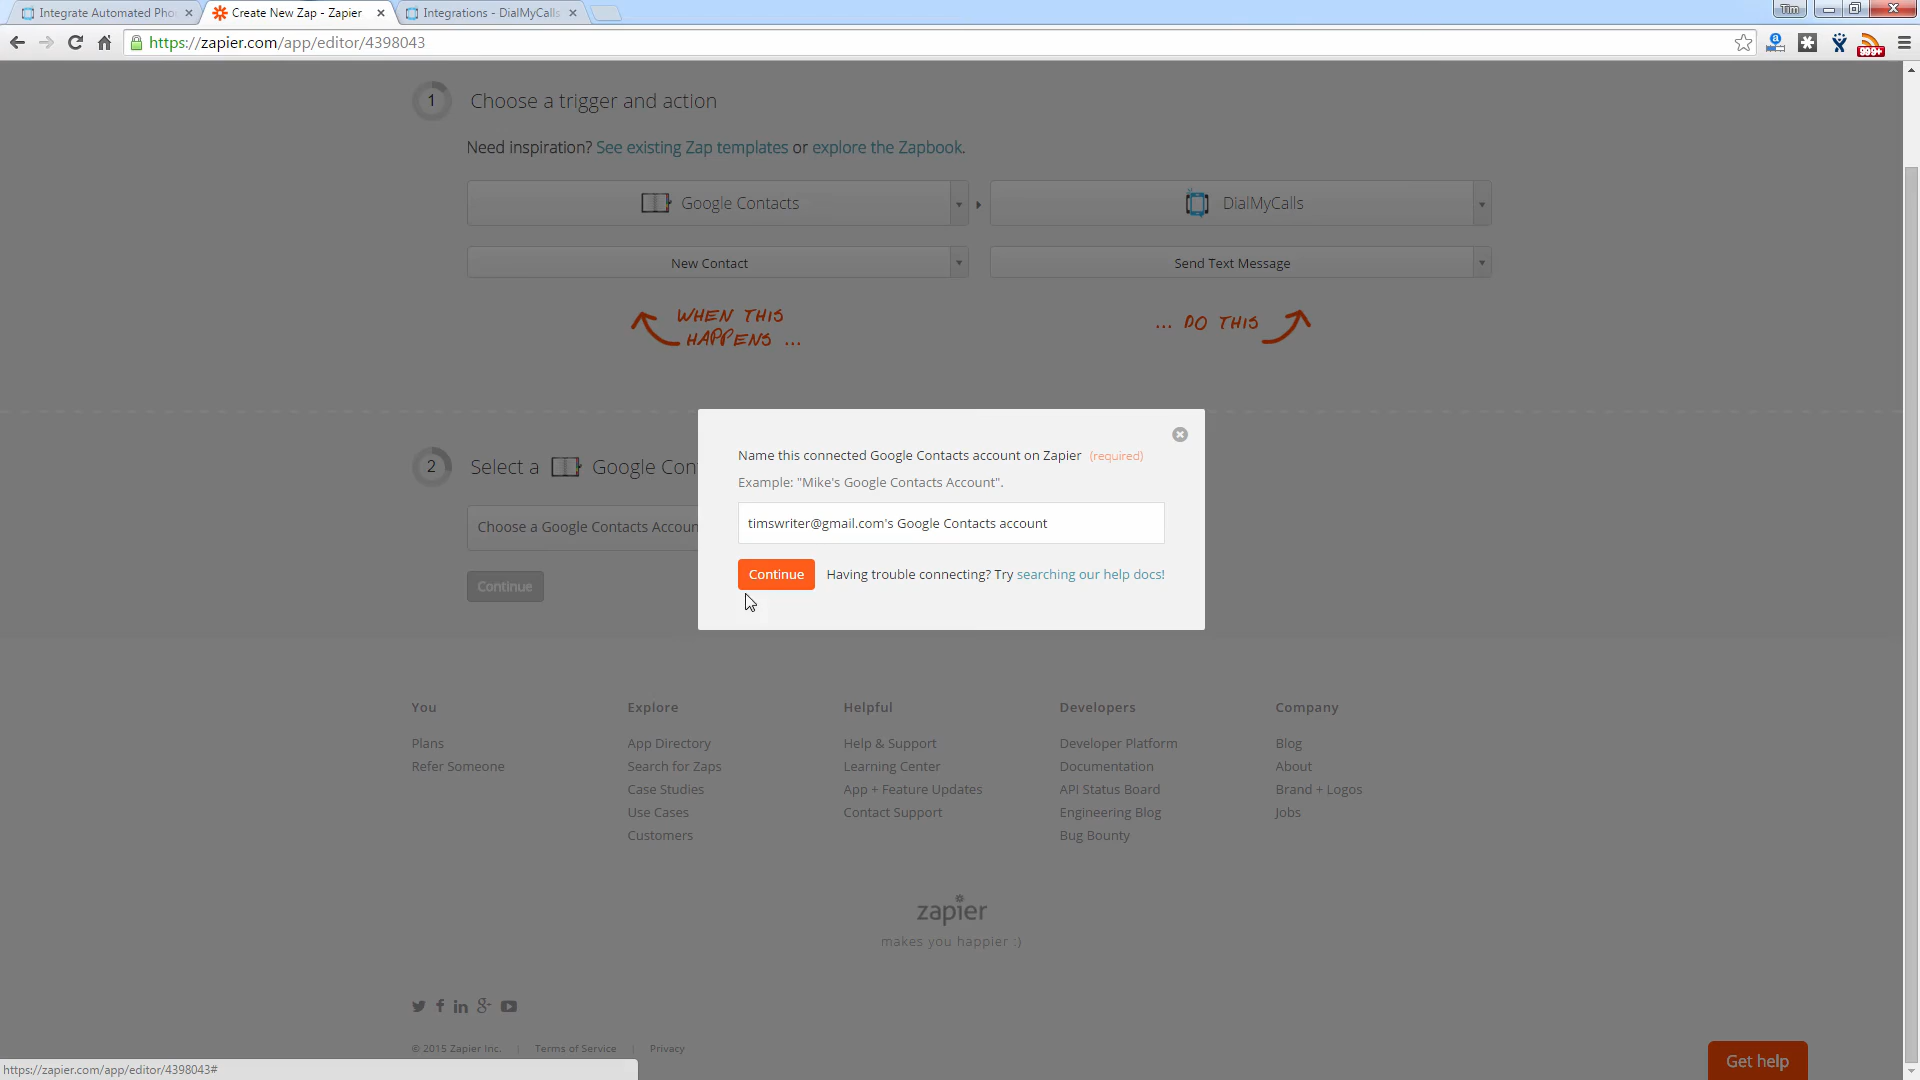 Integrate Automated Pho
Create New Zap - Zapier
Integrations - DialMyCalls
Tim
https://zapier.com/app/editor/4398043
999+
1
Choose a trigger and action
Need inspiration? See existing Zap templates or explore the Zapbook.
Google Contacts
DialMyCalls
New Contact
Send Text Message
WHEN THIS
HAPPENS ...
... DO THIS
Name this connected Google Contacts account on Zapier (required)
Example: "Mike's Google Contacts Account".
timswriter@gmail.com's Google Contacts account
Continue
Having trouble connecting? Try searching our help docs!
2
Select a Google Con
Choose a Google Contacts Accoun
Continue
You
Plans
Refer Someone
Explore
App Directory
Search for Zaps
Case Studies
Use Cases
Customers
Helpful
Help & Support
Learning Center
App + Feature Updates
Contact Support
Developers
Developer Platform
Documentation
API Status Board
Engineering Blog
Bug Bounty
Company
Blog
About
Brand + Logos
Jobs
zapier
makes you happier :)
© 2015 Zapier Inc. | Terms of Service | Privacy
https://zapier.com/app/editor/4398043#
Get help